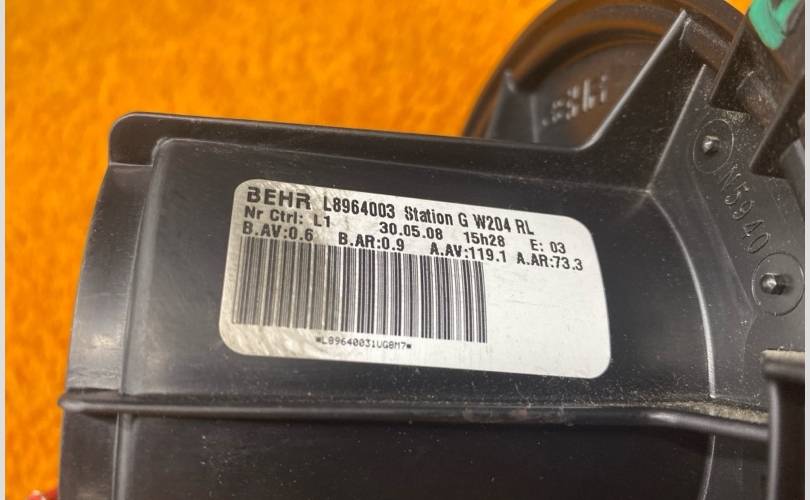 BEHR L8964003 Station G W204 RL
Nr Ctrl: L1 30.05.08 15h28 E: 03
B.AV:0.6 B.AR:0.9 A.AV:119.1 A.AR:73.3
*L89640031UG8M7*
N5940